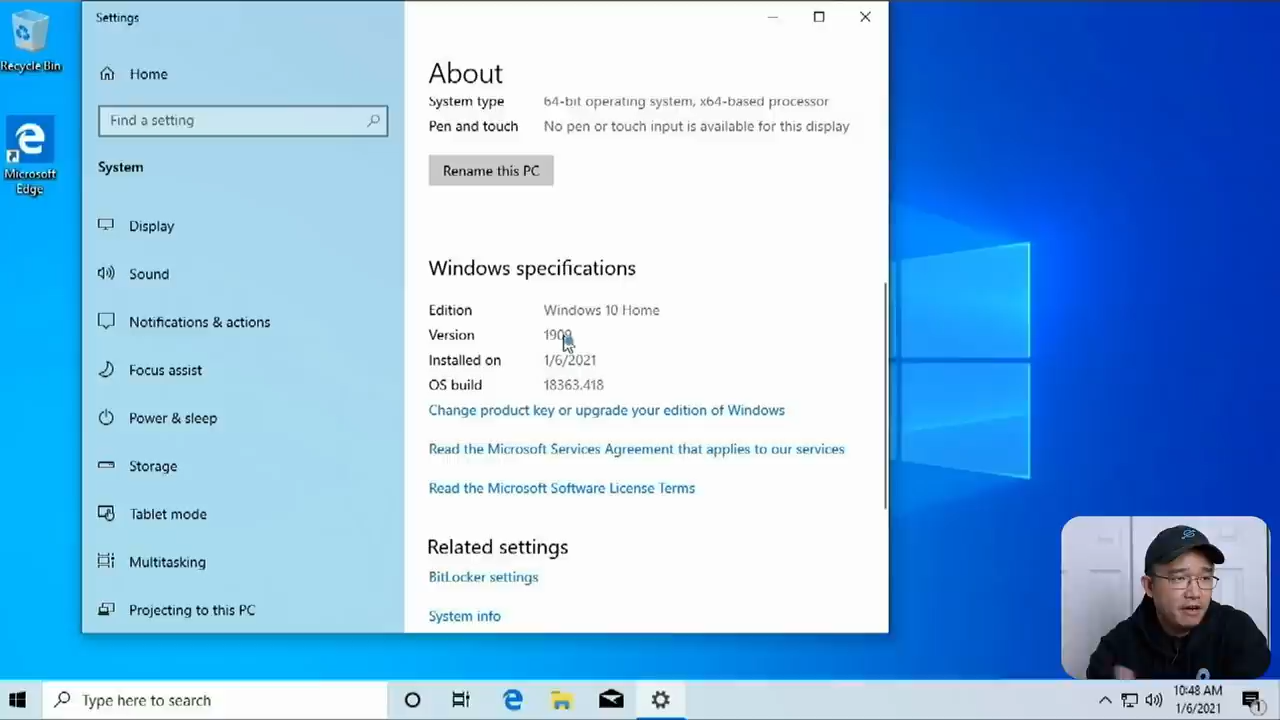 Recycle Bin
Microsoft
Edge
Settings
Home
Find a setting
System
Display
Sound
Notifications & actions
Focus assist
Power & sleep
Storage
Tablet mode
Multitasking
Projecting to this PC
About
System type 64-bit operating system, x64-based processor
Pen and touch No pen or touch input is available for this display
Rename this PC
Windows specifications
Edition Windows 10 Home
Version 1909
Installed on 1/6/2021
OS build 18363.418
Change product key or upgrade your edition of Windows
Read the Microsoft Services Agreement that applies to our services
Read the Microsoft Software License Terms
Related settings
BitLocker settings
System info
Type here to search
10:48 AM
1/6/2021
1